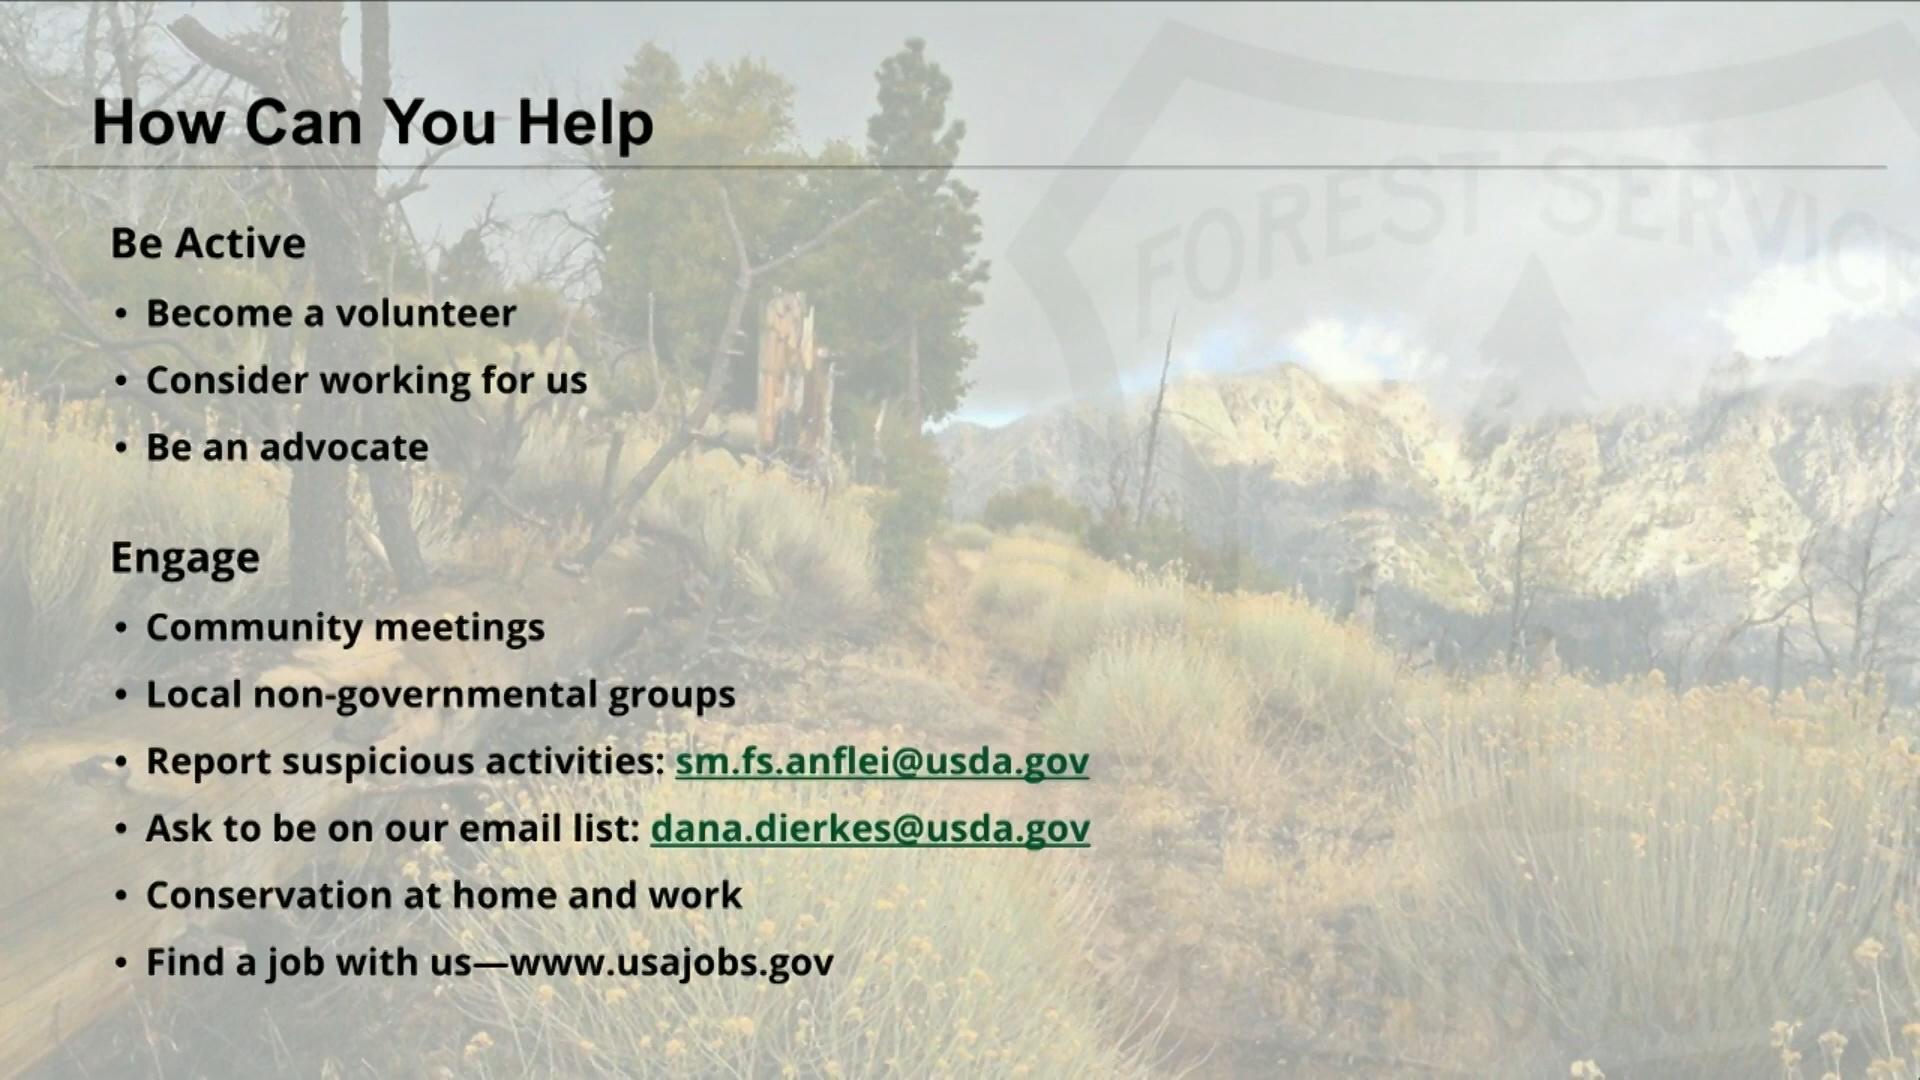 How Can You Help
FOREST SERVICE
Be Active
• Become a volunteer
• Consider working for us
• Be an advocate
Engage
• Community meetings
• Local non-governmental groups
• Report suspicious activities: sm.fs.anflei@usda.gov
• Ask to be on our email list: dana.dierkes@usda.gov
• Conservation at home and work
• Find a job with us—www.usajobs.gov